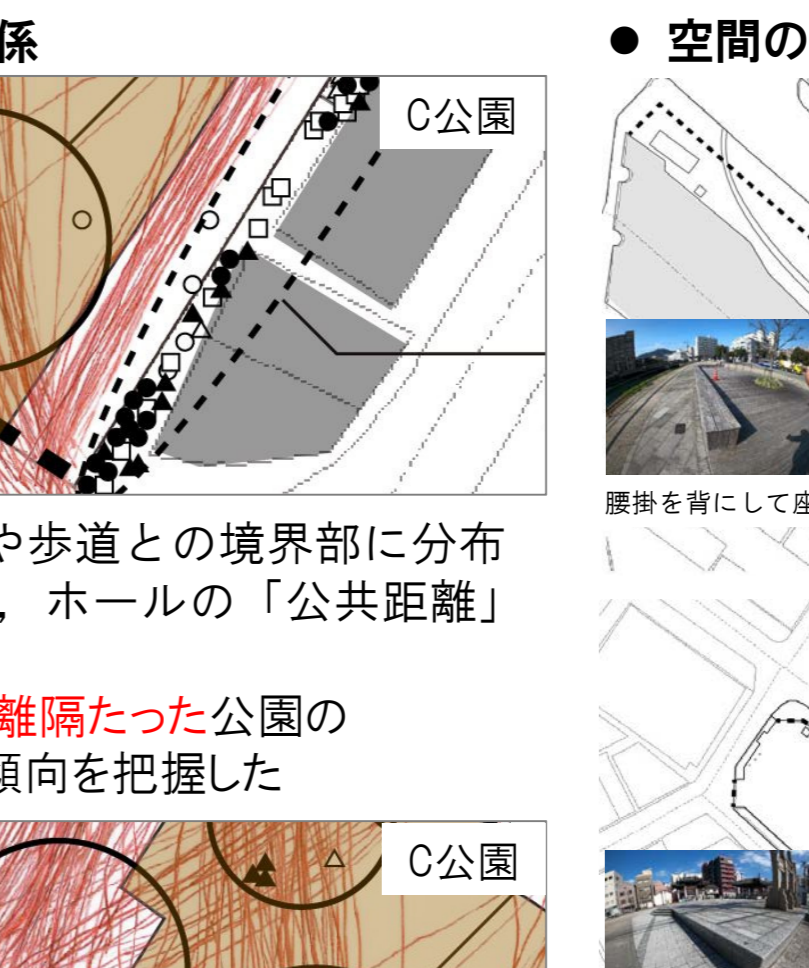 係
C公園
や歩道との境界部に分布
，ホールの「公共距離」
離隔たった公園の
傾向を把握した
C公園
● 空間の
腰掛を背にして座